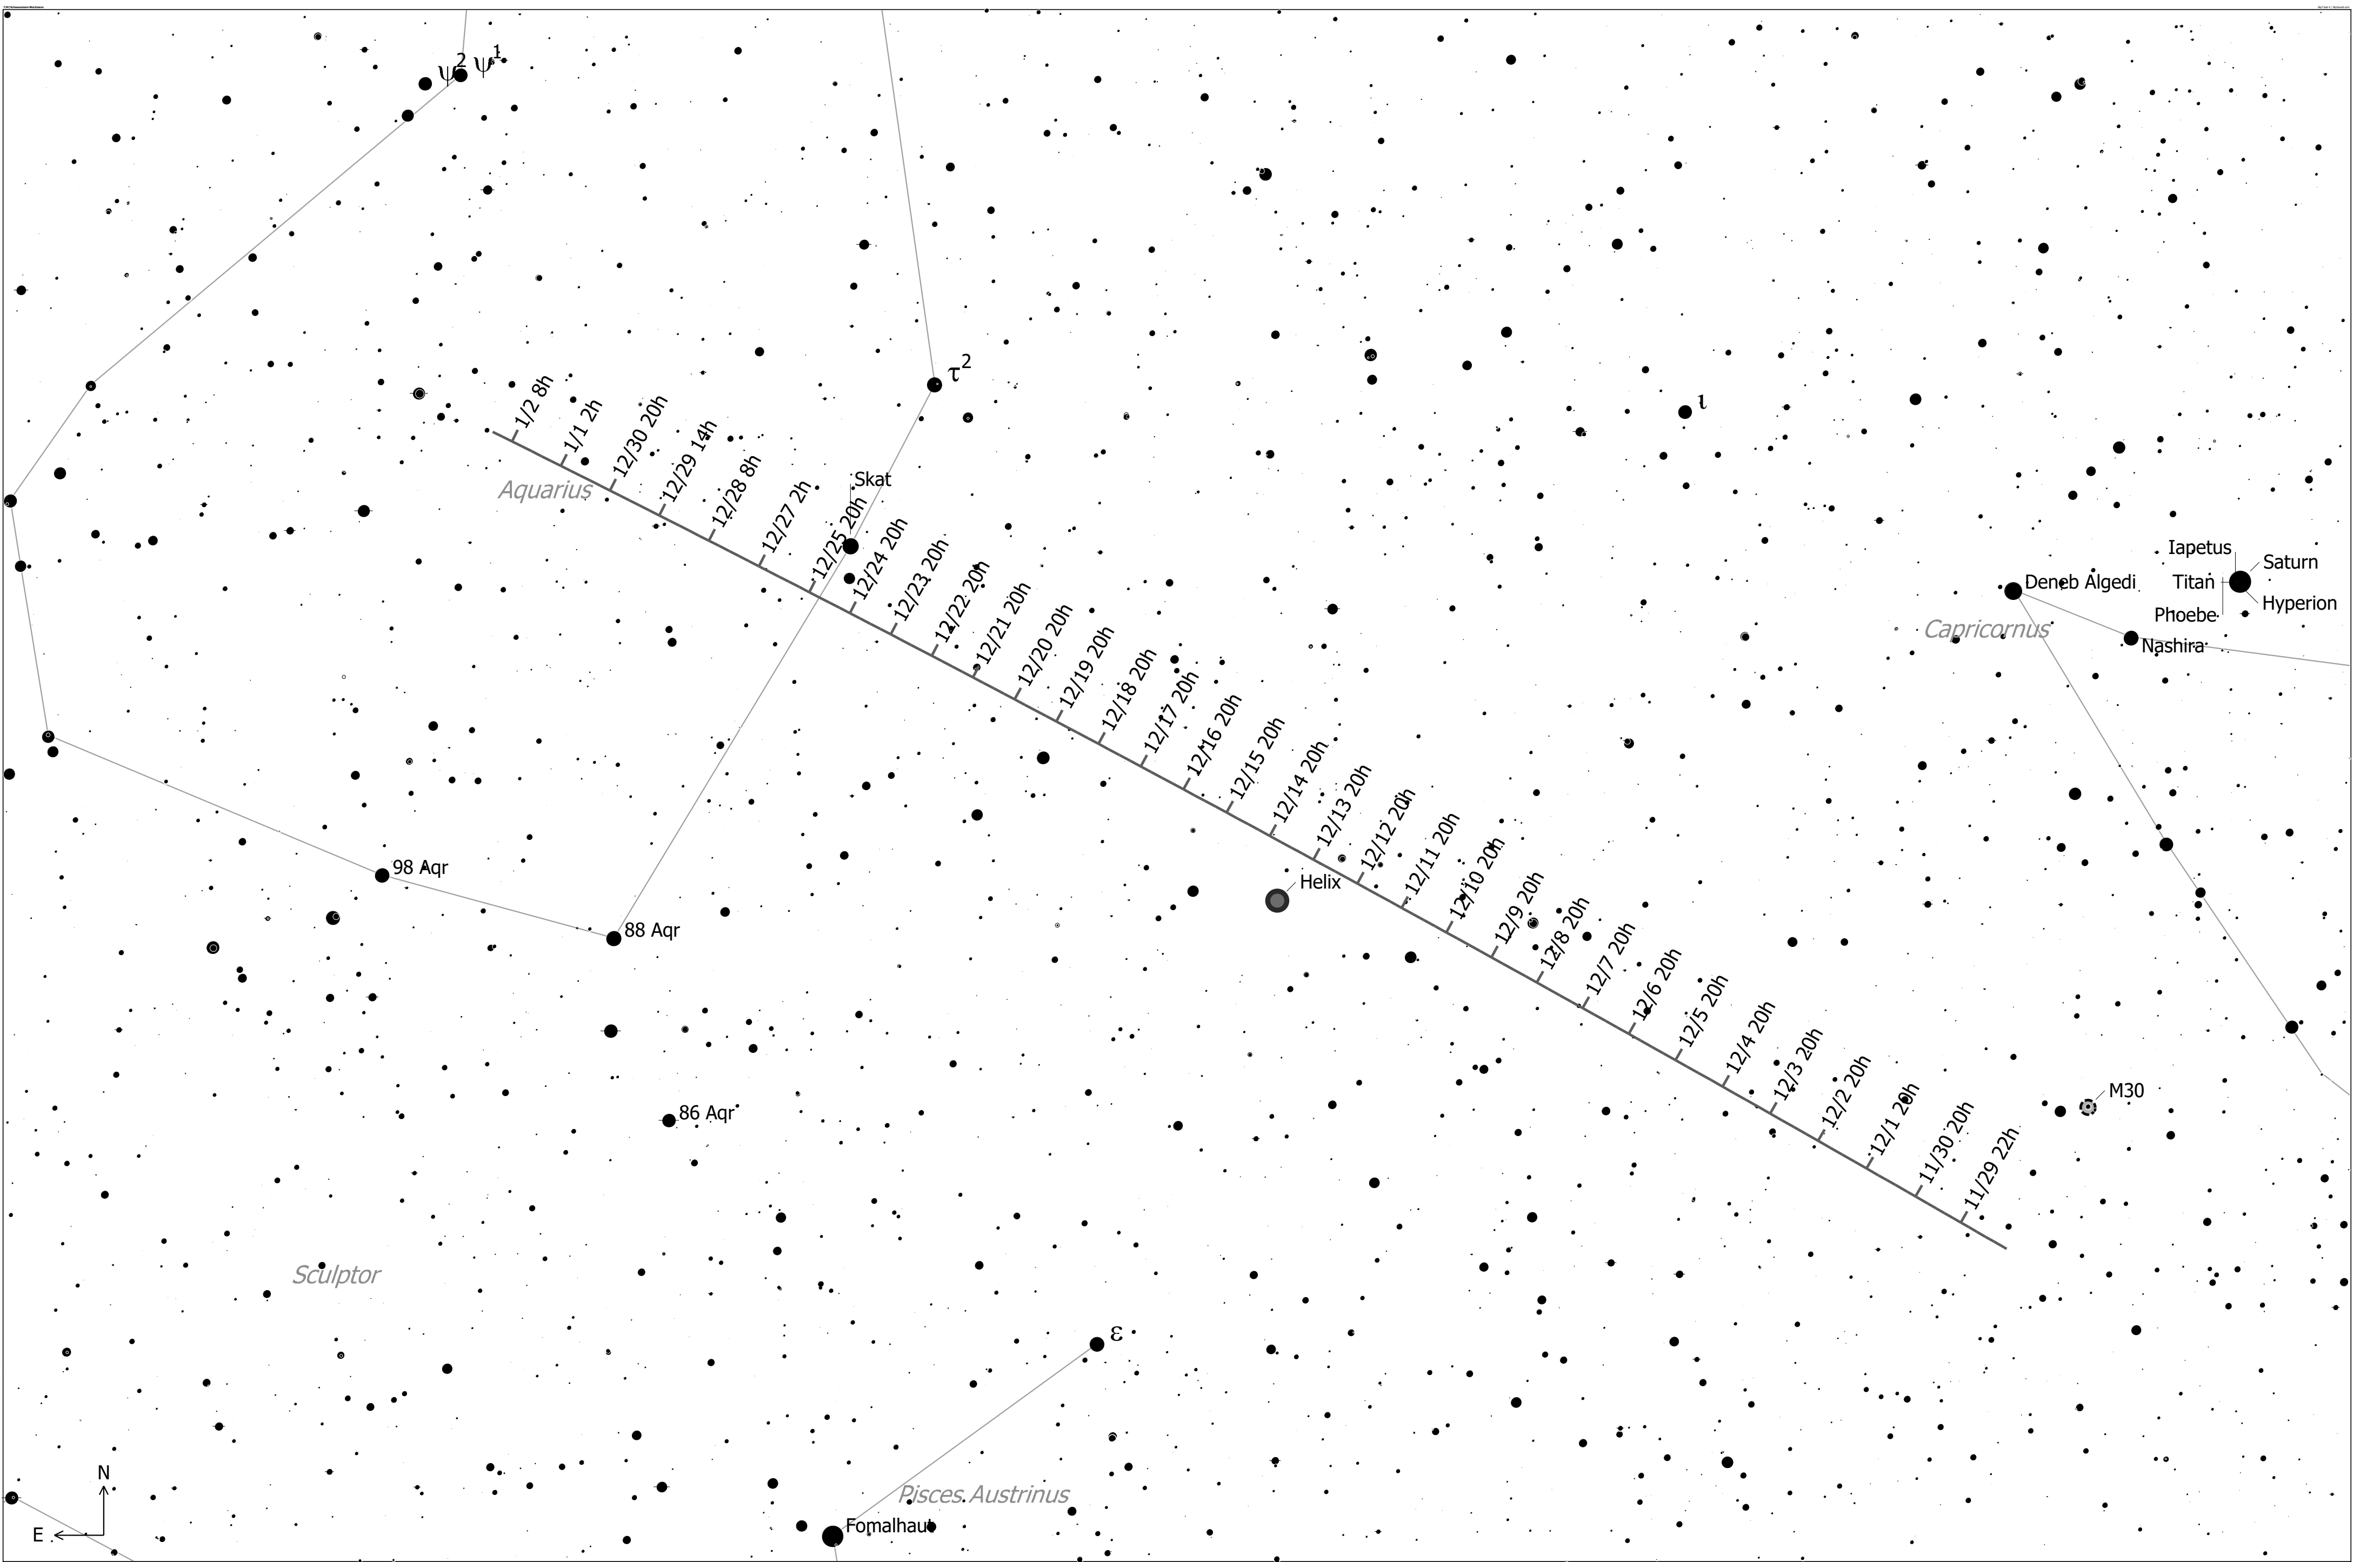 ψ² ψ¹
τ²
ι
1/2 8h
1/1 2h
12/30 20h
12/29 14h
12/28 8h
12/27 2h
12/25 20h
12/24 20h
12/23 20h
12/22 20h
12/21 20h
12/20 20h
12/19 20h
12/18 20h
12/17 20h
12/16 20h
12/15 20h
12/14 20h
12/13 20h
12/12 20h
12/11 20h
12/10 20h
12/9 20h
12/8 20h
12/7 20h
12/6 20h
12/5 20h
12/4 20h
12/3 20h
12/2 20h
12/1 20h
11/30 20h
11/29 22h
Aquarius
Skat
Iapetus
Saturn
Titan
Deneb Algedi
Hyperion
Phoebe
Capricornus
Nashira
98 Aqr
Helix
88 Aqr
M30
86 Aqr
Sculptor
ε
N
Pisces Austrinus
Fomalhaut
E